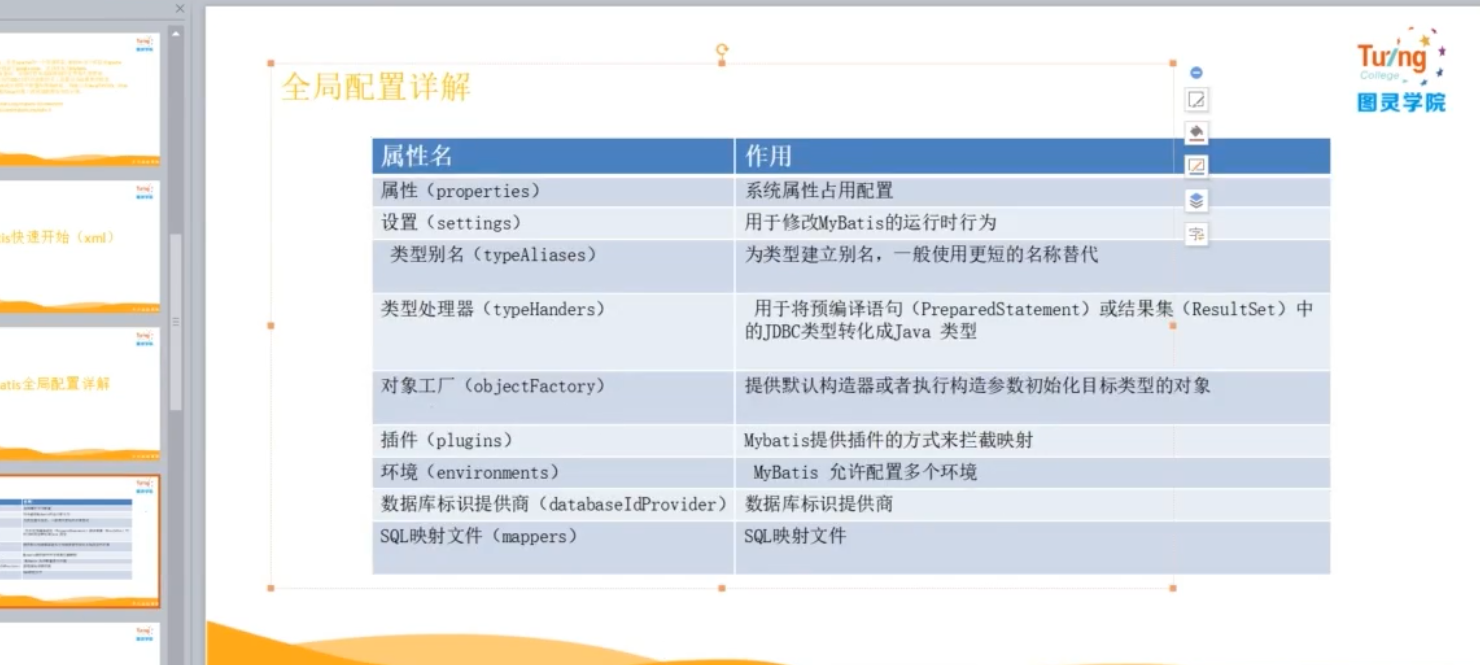 is快速开始（xml）
atis全局配置详解
全局配置详解
Turing
College
图灵学院
属性名 作用
属性（properties） 系统属性占用配置
设置（settings） 用于修改MyBatis的运行时行为
类型别名（typeAliases） 为类型建立别名，一般使用更短的名称替代
类型处理器（typeHanders） 用于将预编译语句（PreparedStatement）或结果集（ResultSet）中
的JDBC类型转化成Java 类型
对象工厂（objectFactory） 提供默认构造器或者执行构造参数初始化目标类型的对象
插件（plugins） Mybatis提供插件的方式来拦截映射
环境（environments） MyBatis 允许配置多个环境
数据库标识提供商（databaseIdProvider） 数据库标识提供商
SQL映射文件（mappers） SQL映射文件